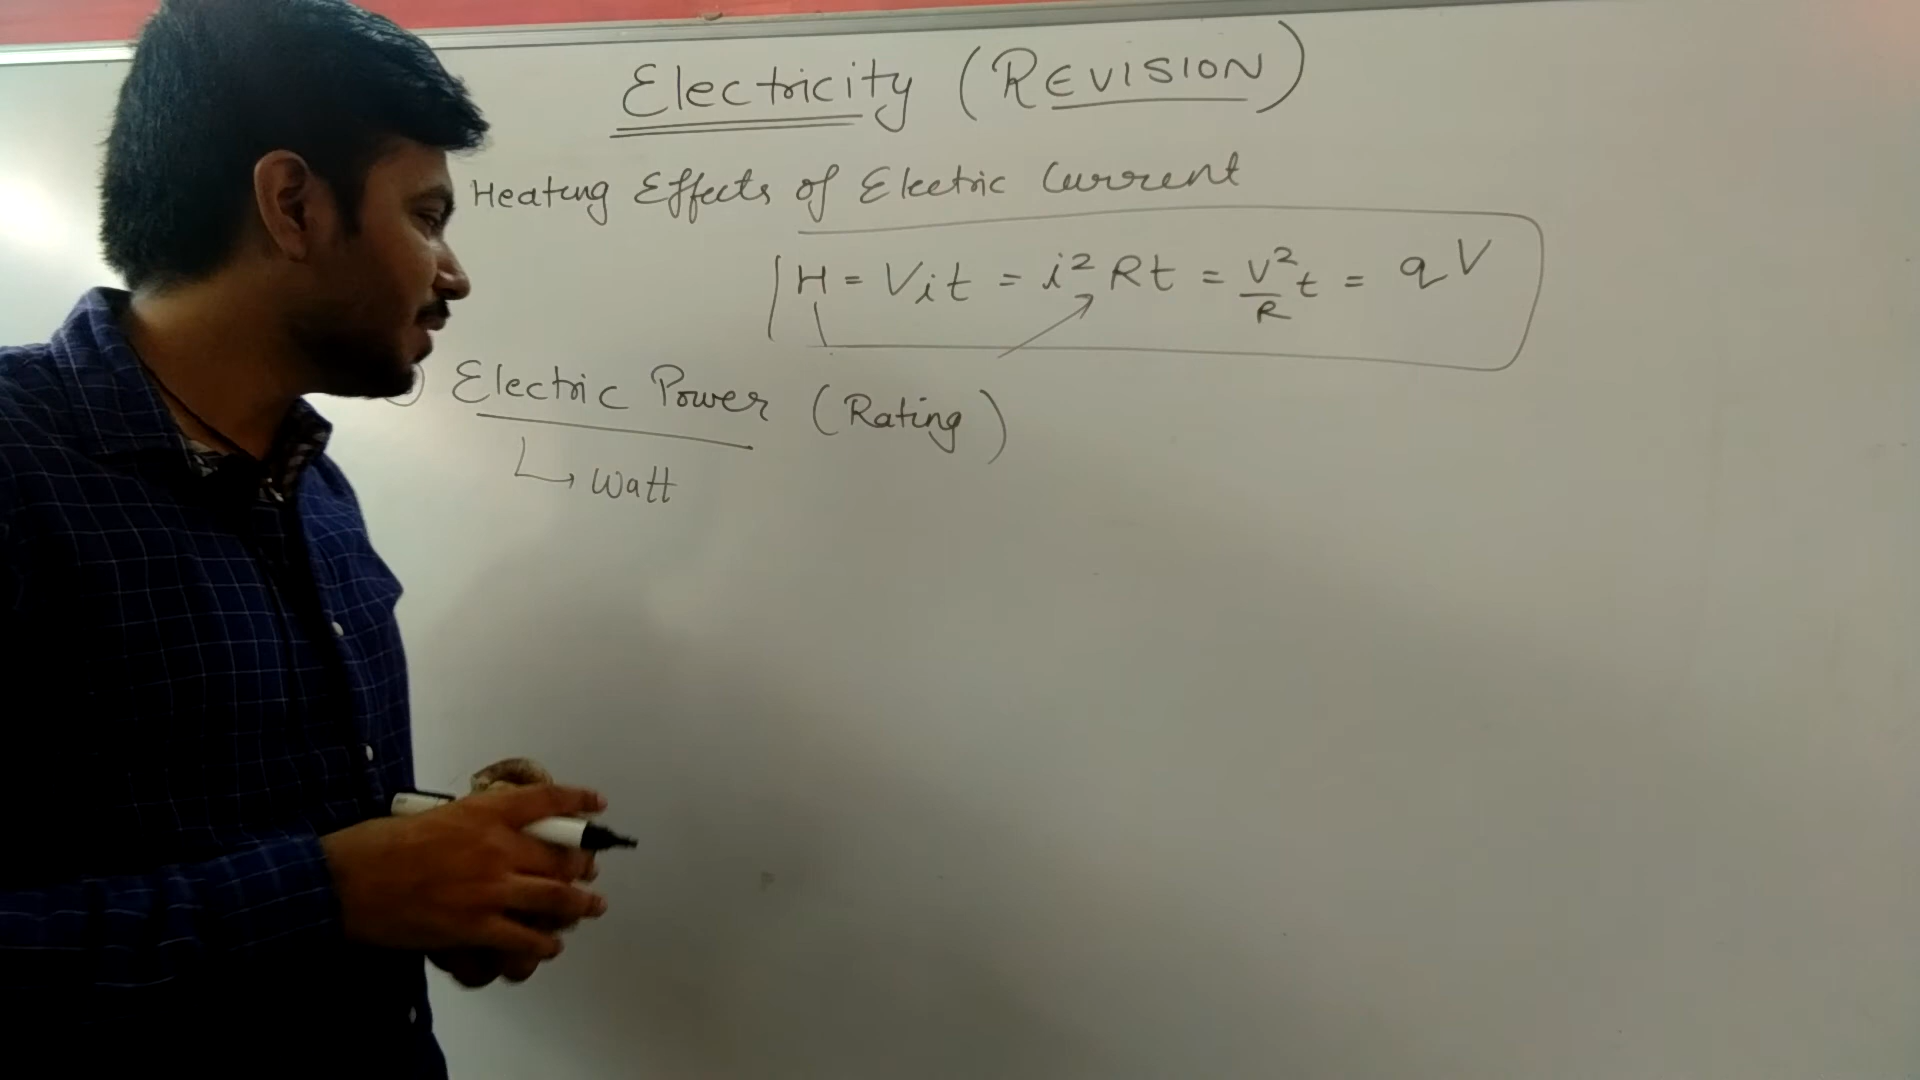 Electricity (REVISION)
Heating Effects of Electric Current
H = Vit = i²Rt = V²/R t = qV
Electric Power (Rating)
↳ Watt